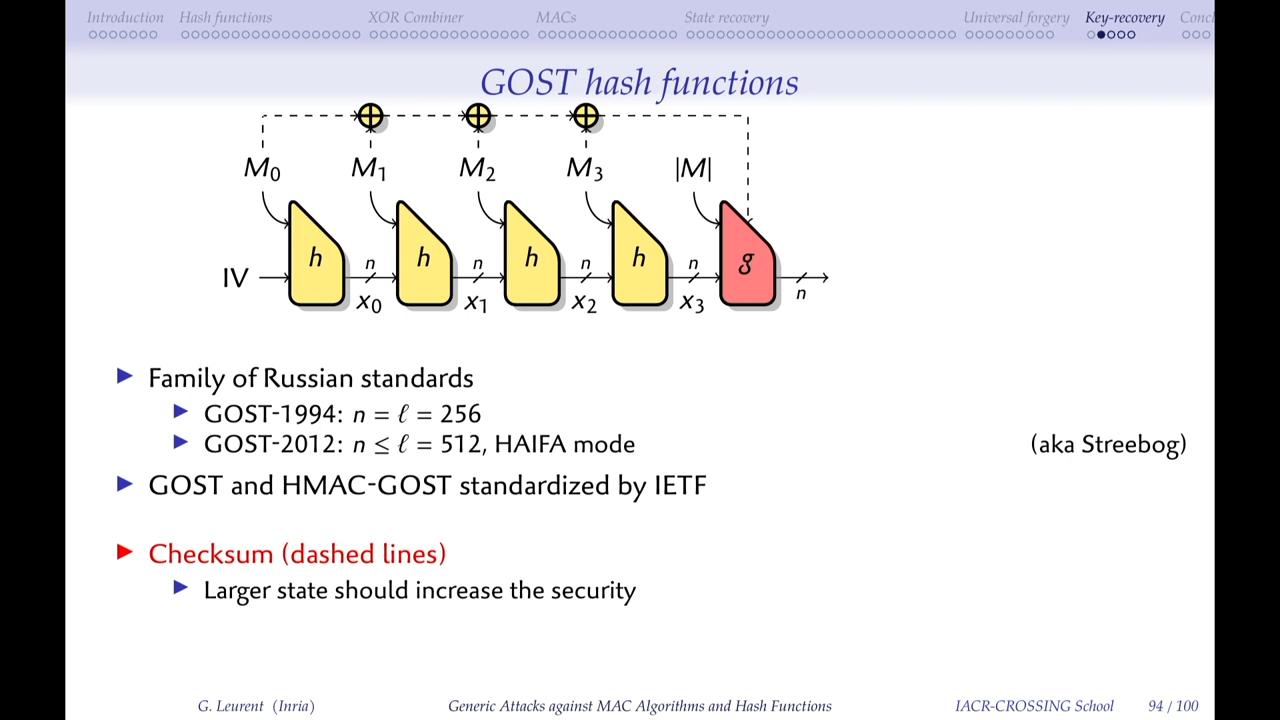 Introduction Hash functions XOR Combiner MACs State recovery Universal forgery Key-recovery
GOST hash functions
M0 M1 M2 M3 |M|
h h h h g
IV n n n n n
x0 x1 x2 x3
Family of Russian standards
GOST-1994: n = ℓ = 256
GOST-2012: n ≤ ℓ = 512, HAIFA mode (aka Streebog)
GOST and HMAC-GOST standardized by IETF
Checksum (dashed lines)
Larger state should increase the security
G. Leurent (Inria) Generic Attacks against MAC Algorithms and Hash Functions IACR-CROSSING School 94 / 100